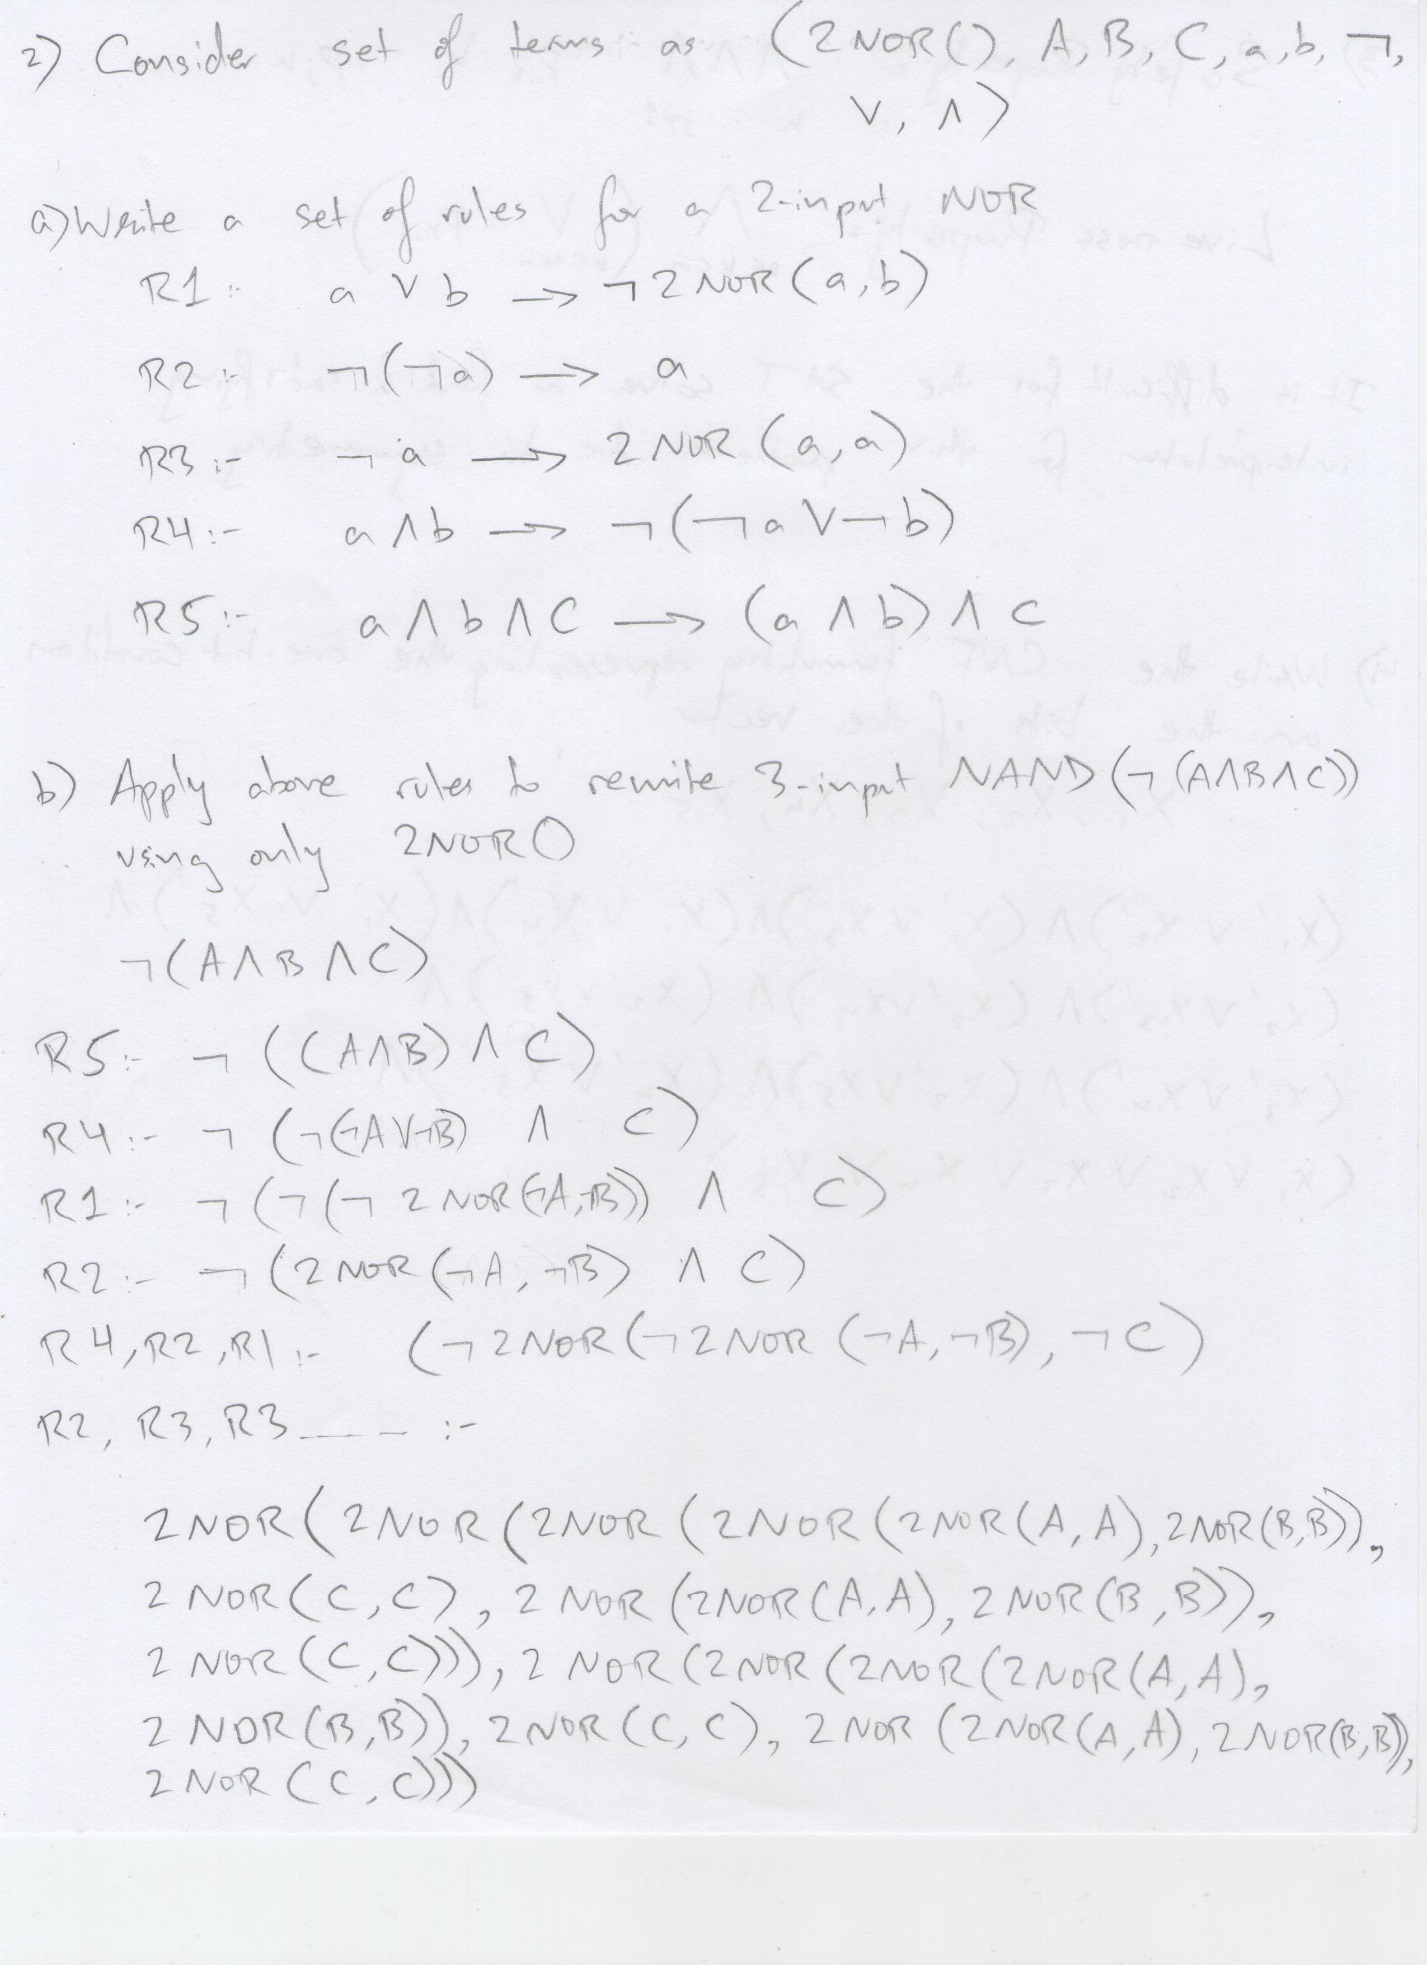 2) Consider set of terms as (2NOR(), A, B, C, a, b, ¬,
∨, ∧)
a) Write a set of rules for a 2-input NOR
R1:- a ∨ b → ¬2NOR(a,b)
R2:- ¬(¬a) → a
R3:- ¬a → 2NOR(a,a)
R4:- a ∧ b → ¬(¬a ∨ ¬b)
R5:- a ∧ b ∧ C → (a ∧ b) ∧ C
b) Apply above rules to rewrite 3-input NAND (¬(A∧B∧C))
using only 2NOR()
¬(A∧B∧C)
R5:- ¬((A∧B) ∧ C)
R4:- ¬(¬(¬A∨¬B) ∧ C)
R1:- ¬(¬(¬2NOR(¬A,¬B)) ∧ C)
R2:- ¬(2NOR(¬A,¬B) ∧ C)
R4,R2,R1:- (¬2NOR(¬2NOR(¬A,¬B),¬C)
R2, R3, R3 _ _ _ :-
2NOR(2NOR(2NOR(2NOR(2NOR(A,A),2NOR(B,B)),
2NOR(C,C), 2NOR(2NOR(A,A), 2NOR(B,B)),
2NOR(C,C))), 2NOR(2NOR(2NOR(2NOR(A,A),
2NOR(B,B)), 2NOR(C,C), 2NOR(2NOR(A,A), 2NOR(B,B)),
2NOR(C,C)))